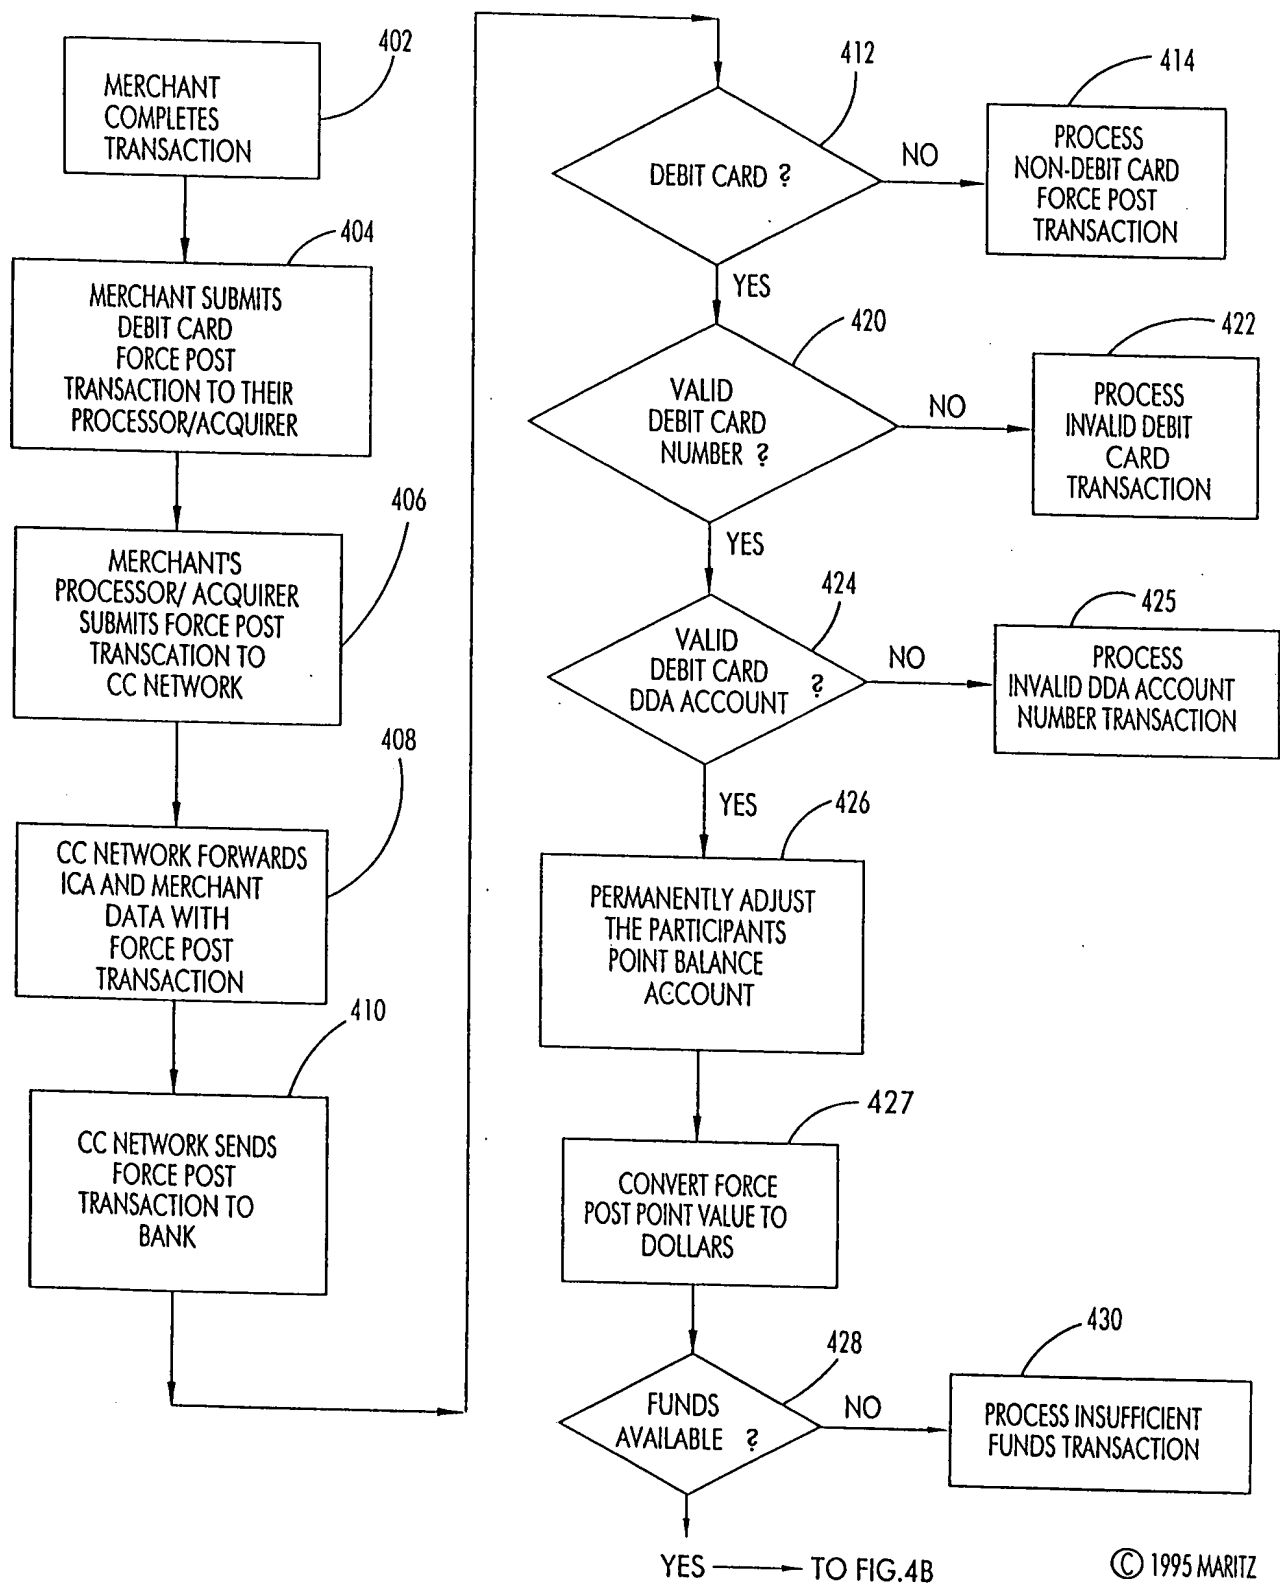 402
MERCHANT
COMPLETES
TRANSACTION
404
MERCHANT SUBMITS
DEBIT CARD
FORCE POST
TRANSACTION TO THEIR
PROCESSOR/ACQUIRER
406
MERCHANT'S
PROCESSOR/ ACQUIRER
SUBMITS FORCE POST
TRANSCATION TO
CC NETWORK
408
CC NETWORK FORWARDS
ICA AND MERCHANT
DATA WITH
FORCE POST
TRANSACTION
410
CC NETWORK SENDS
FORCE POST
TRANSACTION TO
BANK
412
DEBIT CARD ?
NO
414
PROCESS
NON-DEBIT CARD
FORCE POST
TRANSACTION
YES
420
VALID
DEBIT CARD
NUMBER ?
NO
422
PROCESS
INVALID DEBIT
CARD
TRANSACTION
YES
424
VALID
DEBIT CARD
DDA ACCOUNT ?
NO
425
PROCESS
INVALID DDA ACCOUNT
NUMBER TRANSACTION
YES
426
PERMANENTLY ADJUST
THE PARTICIPANTS
POINT BALANCE
ACCOUNT
427
CONVERT FORCE
POST POINT VALUE TO
DOLLARS
428
FUNDS
AVAILABLE ?
NO
430
PROCESS INSUFFICIENT
FUNDS TRANSACTION
YES TO FIG.4B
© 1995 MARITZ